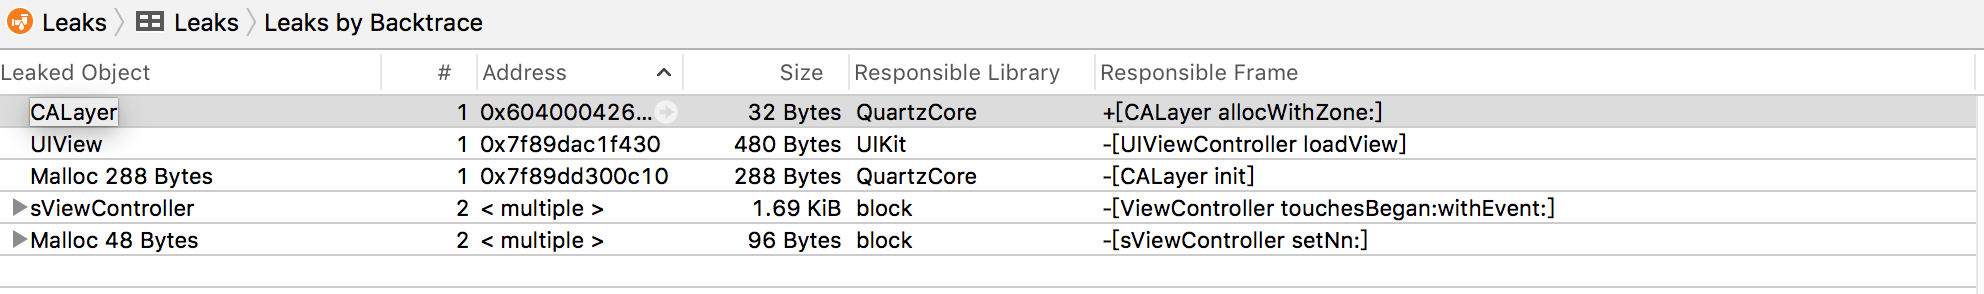 Leaks Leaks Leaks by Backtrace
Leaked Object # Address Size Responsible Library Responsible Frame
CALayer 1 0x604000426... 32 Bytes QuartzCore +[CALayer allocWithZone:]
UIView 1 0x7f89dac1f430 480 Bytes UIKit -[UIViewController loadView]
Malloc 288 Bytes 1 0x7f89dd300c10 288 Bytes QuartzCore -[CALayer init]
sViewController 2 < multiple > 1.69 KiB block -[ViewController touchesBegan:withEvent:]
Malloc 48 Bytes 2 < multiple > 96 Bytes block -[sViewController setNn:]